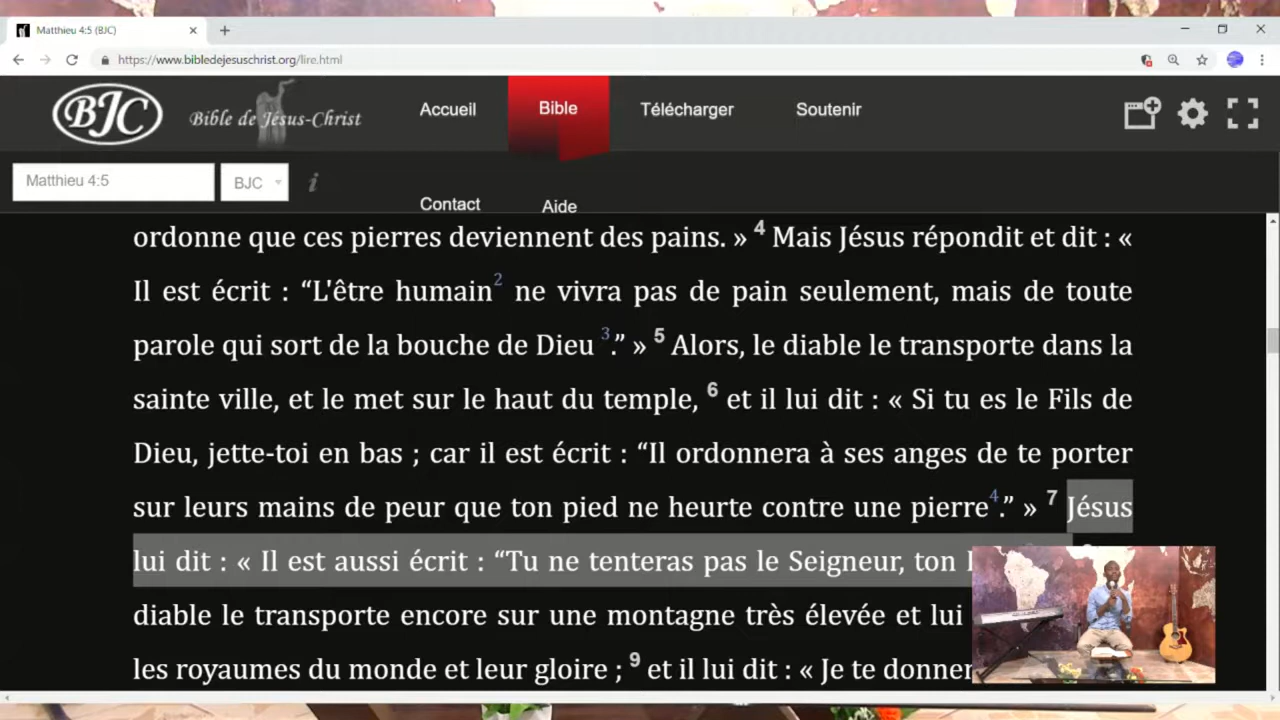 Matthieu 4:5 (BJC)
https://www.bibledejesuschrist.org/lire.html
BJC Bible de Jésus-Christ Accueil Bible Télécharger Soutenir
Matthieu 4:5 BJC i
Contact Aide
ordonne que ces pierres deviennent des pains. » 4 Mais Jésus répondit et dit : «
Il est écrit : “L'être humain2 ne vivra pas de pain seulement, mais de toute
parole qui sort de la bouche de Dieu 3.” » 5 Alors, le diable le transporte dans la
sainte ville, et le met sur le haut du temple, 6 et il lui dit : « Si tu es le Fils de
Dieu, jette-toi en bas ; car il est écrit : “Il ordonnera à ses anges de te porter
sur leurs mains de peur que ton pied ne heurte contre une pierre4.” » 7 Jésus
lui dit : « Il est aussi écrit : “Tu ne tenteras pas le Seigneur, ton
diable le transporte encore sur une montagne très élevée et lui
les royaumes du monde et leur gloire ; 9 et il lui dit : « Je te